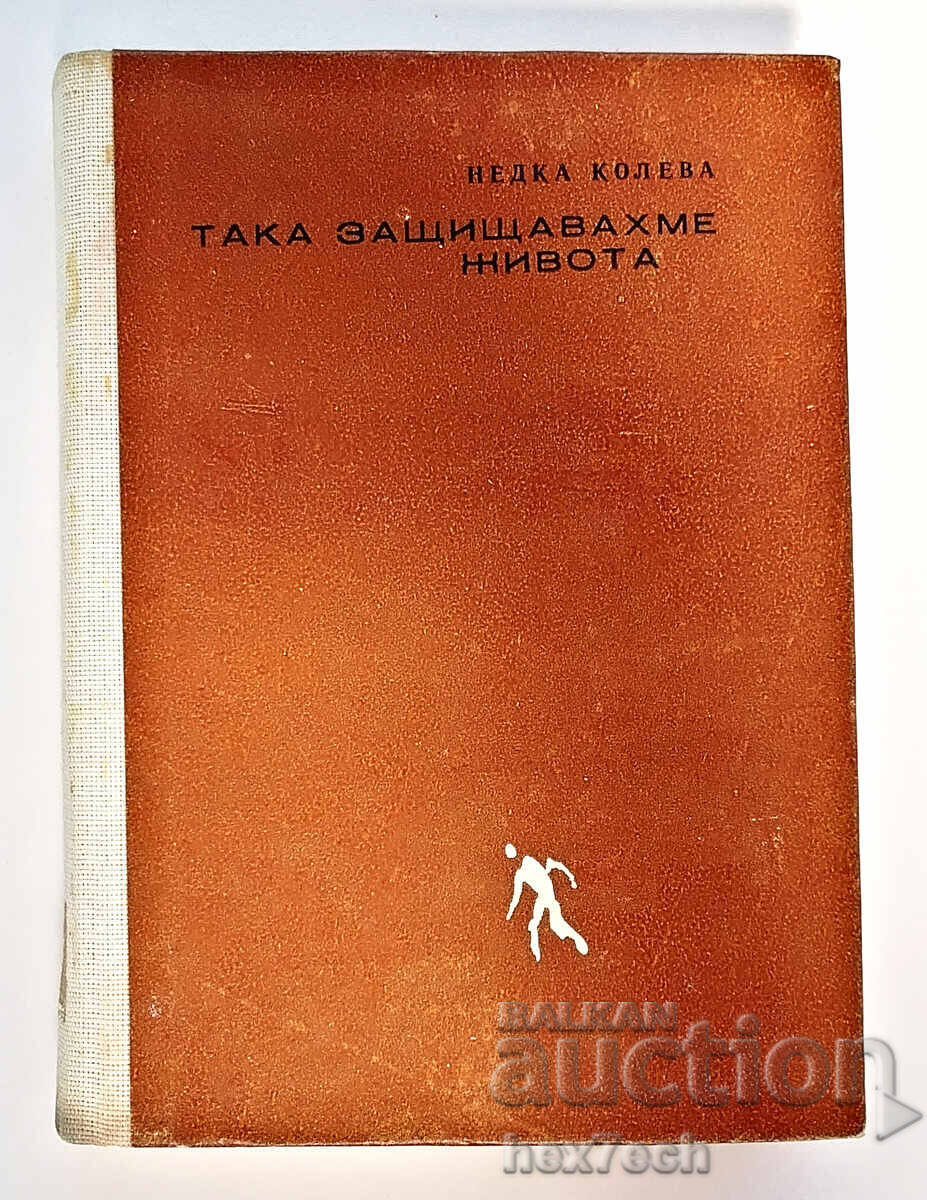 НЕДКА КОЛЕВА
ТАКА ЗАЩИЩАВАХМЕ
ЖИВОТА
BALKAN
auction
hex7ech